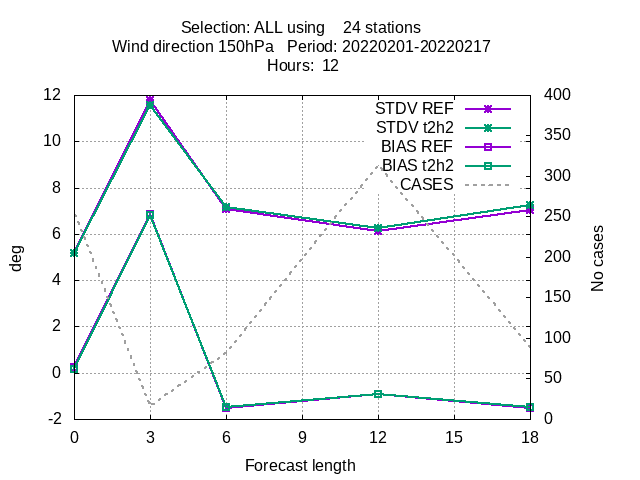 Selection: ALL using    24 stations
Wind direction 150hPa   Period: 20220201-20220217
Hours:  12
STDV REF
STDV t2h2
BIAS REF
BIAS t2h2
CASES
12
10
8
6
4
2
0
-2
400
350
300
250
200
150
100
50
0
deg
No cases
0 3 6 9 12 15 18
Forecast length